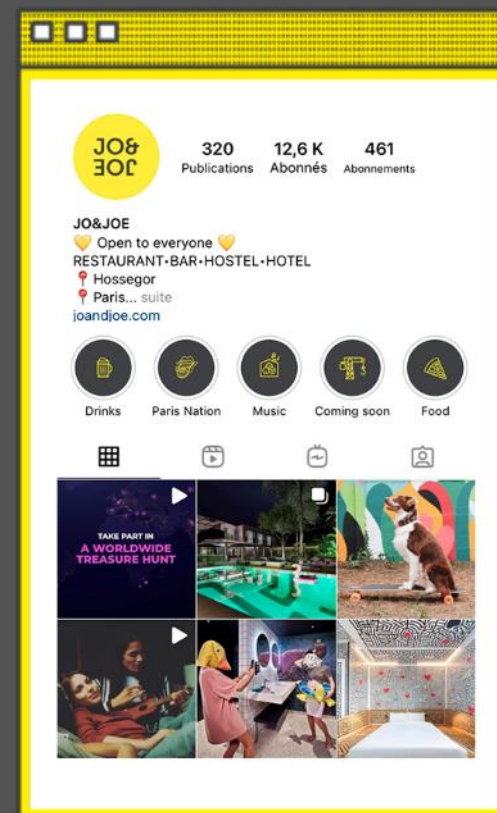 JO&
JOE
320
12,6 K
461
Publications
Abonnés
Abonnements
JO&JOE
💛 Open to everyone 💛
RESTAURANT•BAR•HOSTEL•HOTEL
📍 Hossegor
📍 Paris... suite
joandjoe.com
Drinks
Paris Nation
Music
Coming soon
Food
TAKE PART IN
A WORLDWIDE
TREASURE HUNT